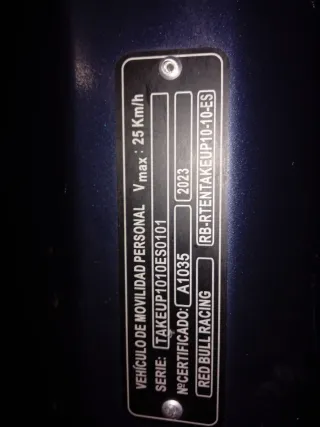 VEHÍCULO DE MOVILIDAD PERSONAL Vmax : 25 Km/h
SERIE: TAKEUP1010ES0101
NºCERTIFICADO: A1035 2023
RED BULL RACING RB-RTENTAKEUP10-10-ES